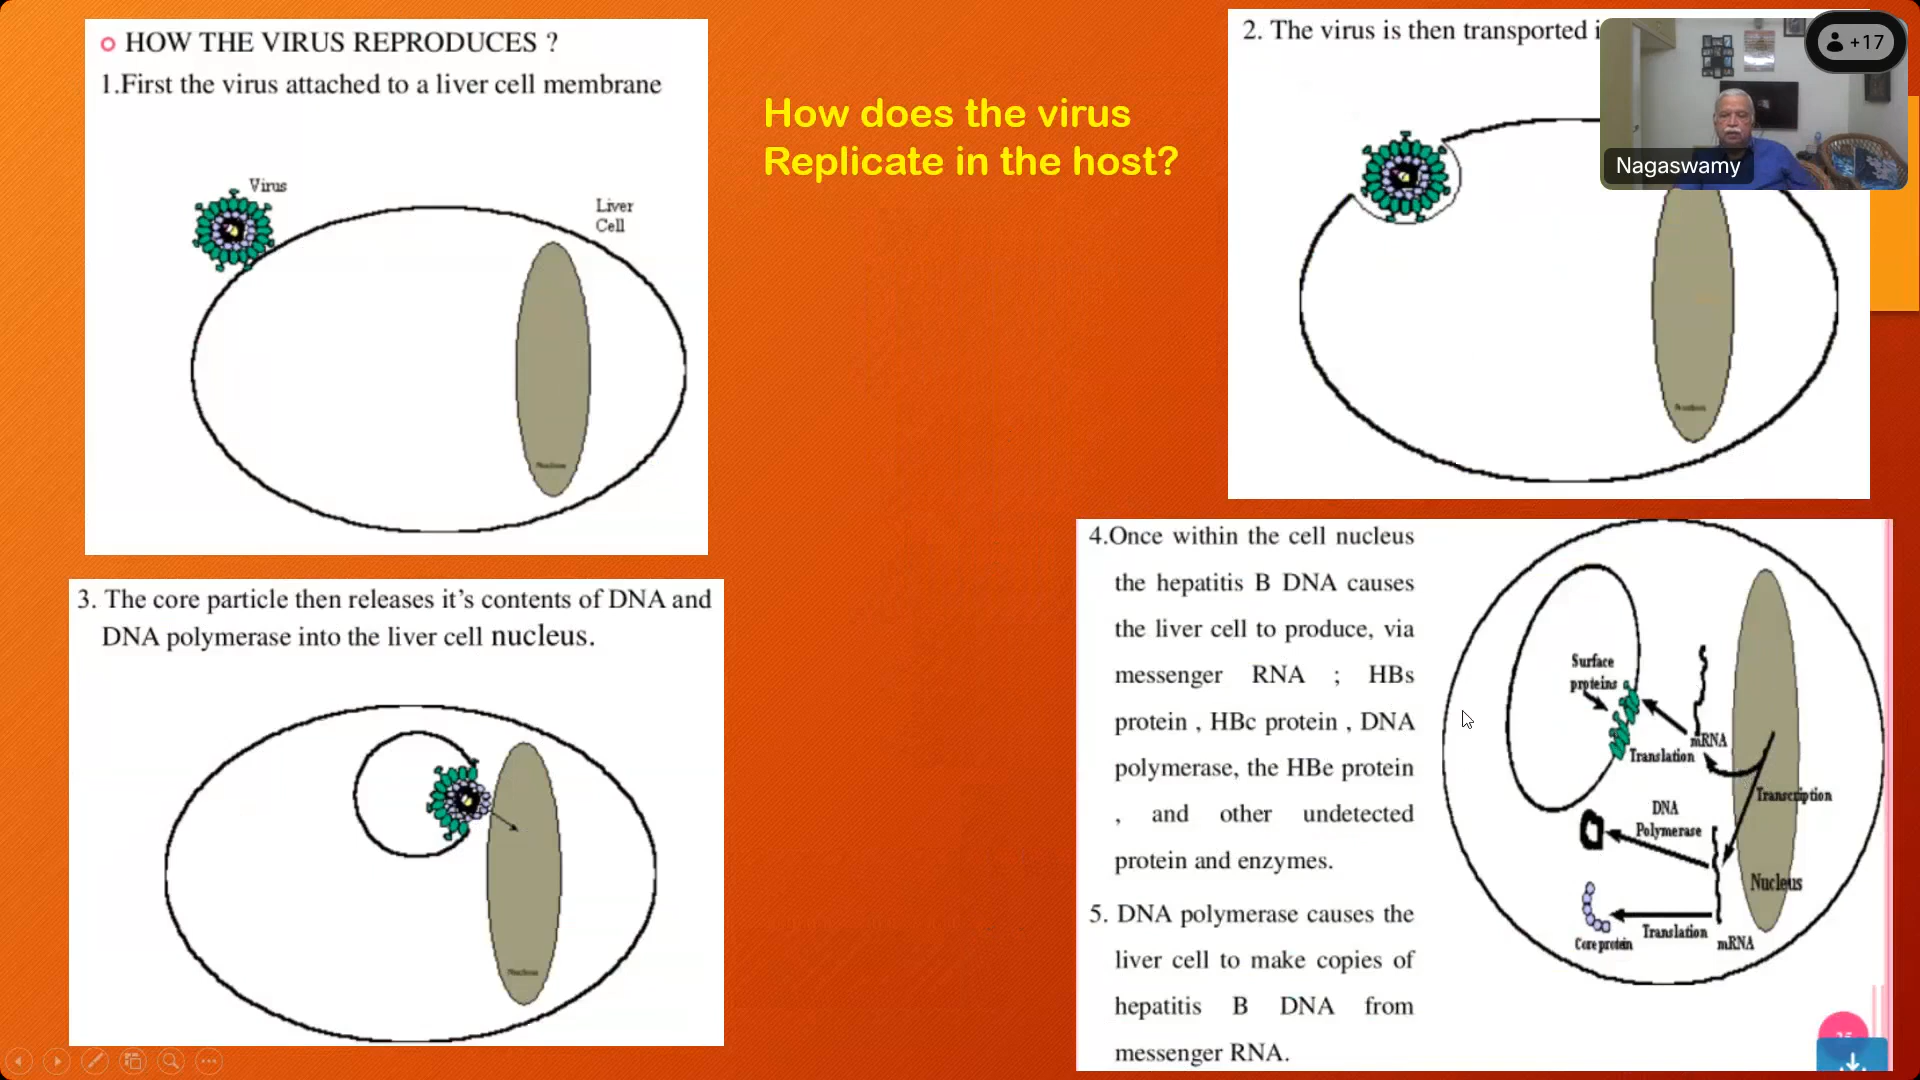 HOW THE VIRUS REPRODUCES ?
1.First the virus attached to a liver cell membrane
Virus
Liver
Cell
Nucleus
How does the virus
Replicate in the host?
2. The virus is then transported
+17
Nagaswamy
Nucleus
3. The core particle then releases it's contents of DNA and
DNA polymerase into the liver cell nucleus.
Nucleus
4.Once within the cell nucleus
the hepatitis B DNA causes
the liver cell to produce, via
messenger RNA ; HBs
protein , HBc protein , DNA
polymerase, the HBe protein
, and other undetected
protein and enzymes.
5. DNA polymerase causes the
liver cell to make copies of
hepatitis B DNA from
messenger RNA.
Surface
proteins
mRNA
Translation
Transcription
DNA
Polymerase
Nucleus
Translation
Core protein
mRNA